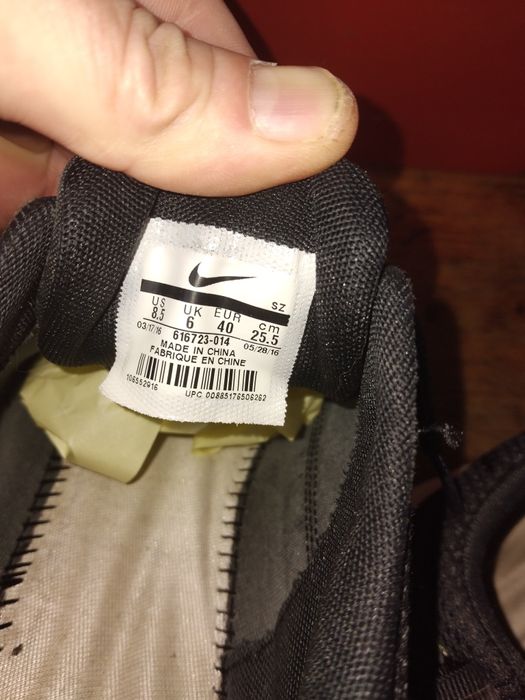 SZ
US UK EUR cm
8.5 6 40 25.5
03/17/16 616723-014 05/28/16
MADE IN CHINA
FABRIQUE EN CHINE
106552916
UPC 00885176506262